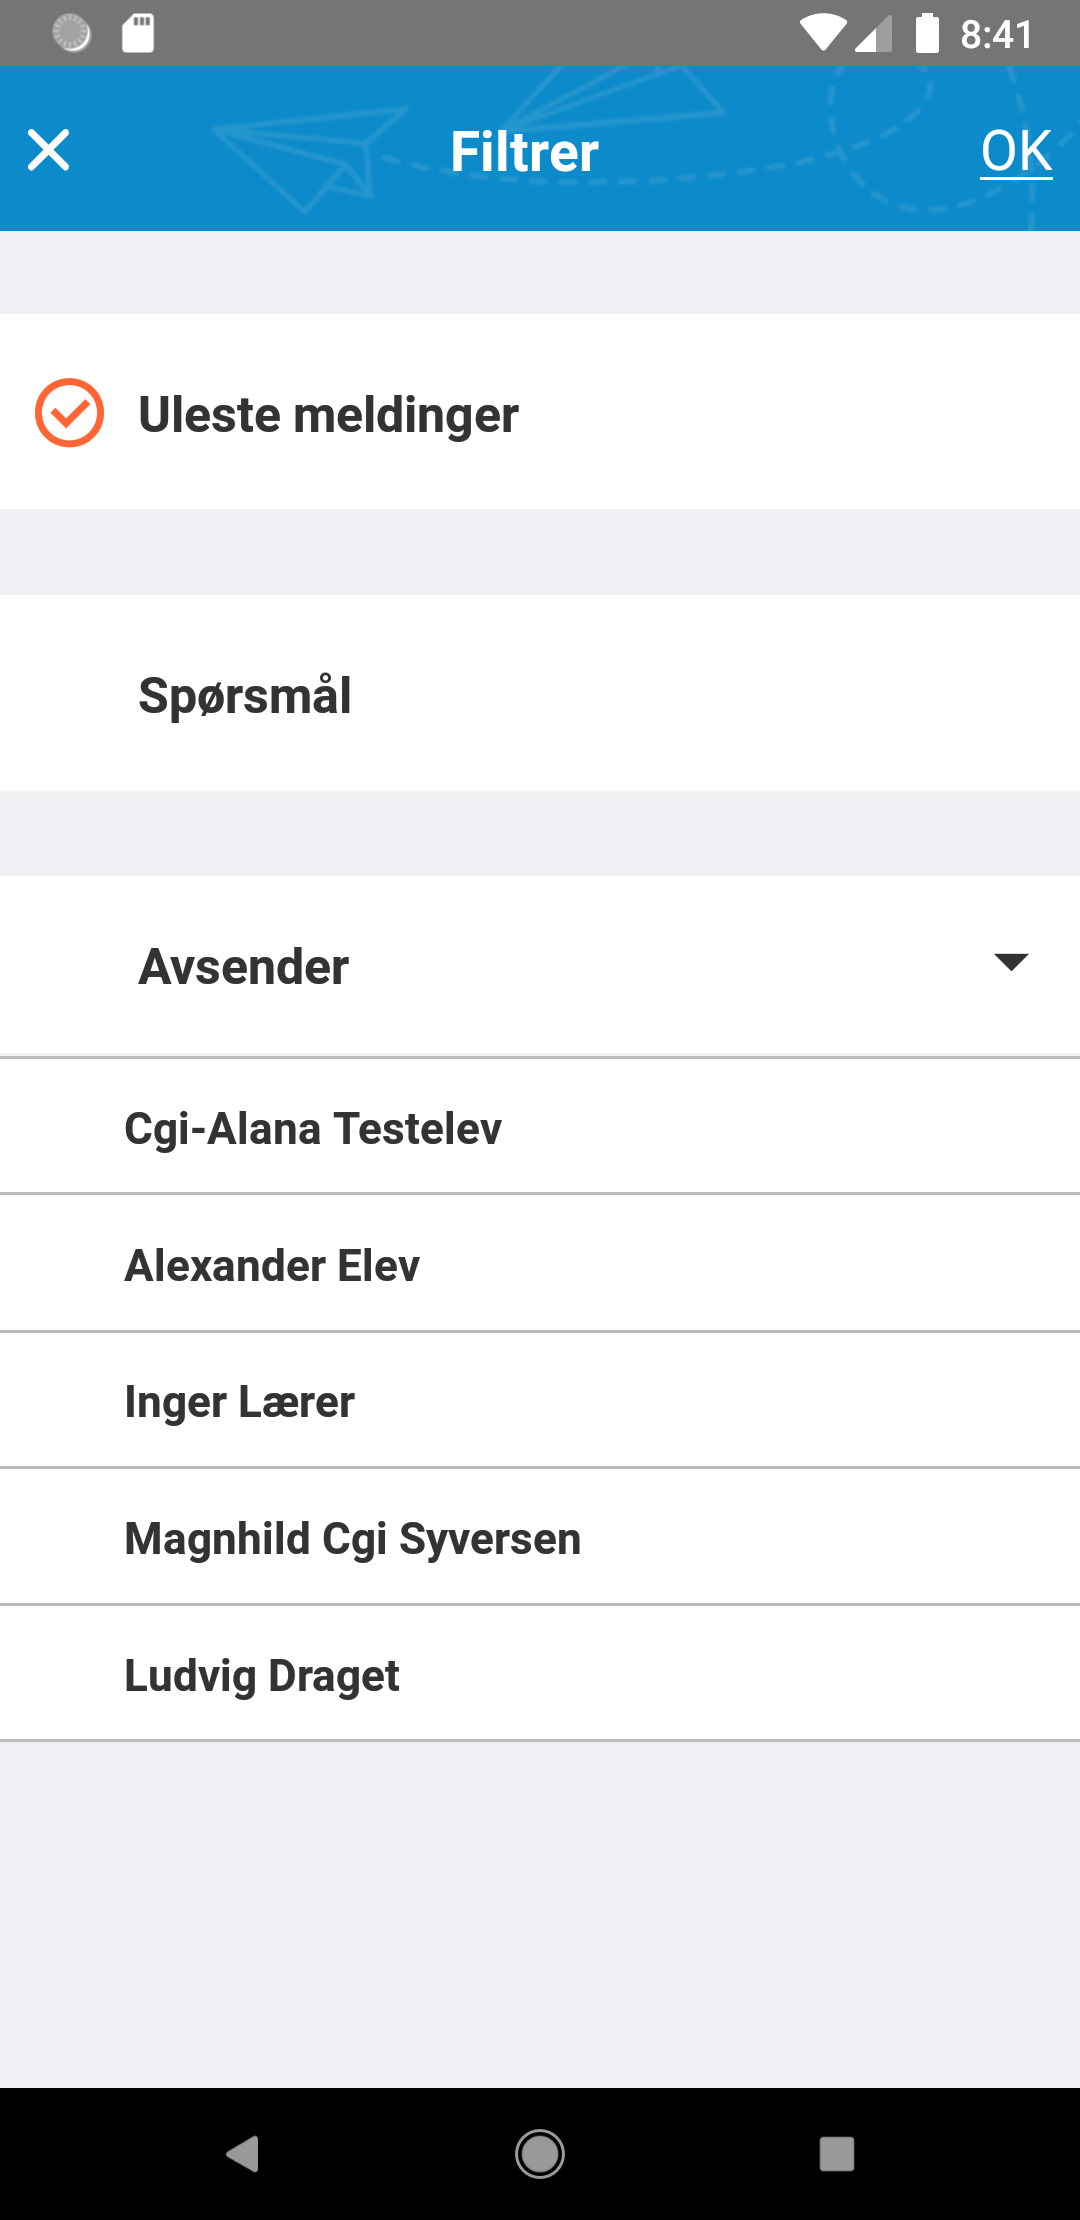 8:41
Filtrer
OK
Uleste meldinger
Spørsmål
Avsender
Cgi-Alana Testelev
Alexander Elev
Inger Lærer
Magnhild Cgi Syversen
Ludvig Draget